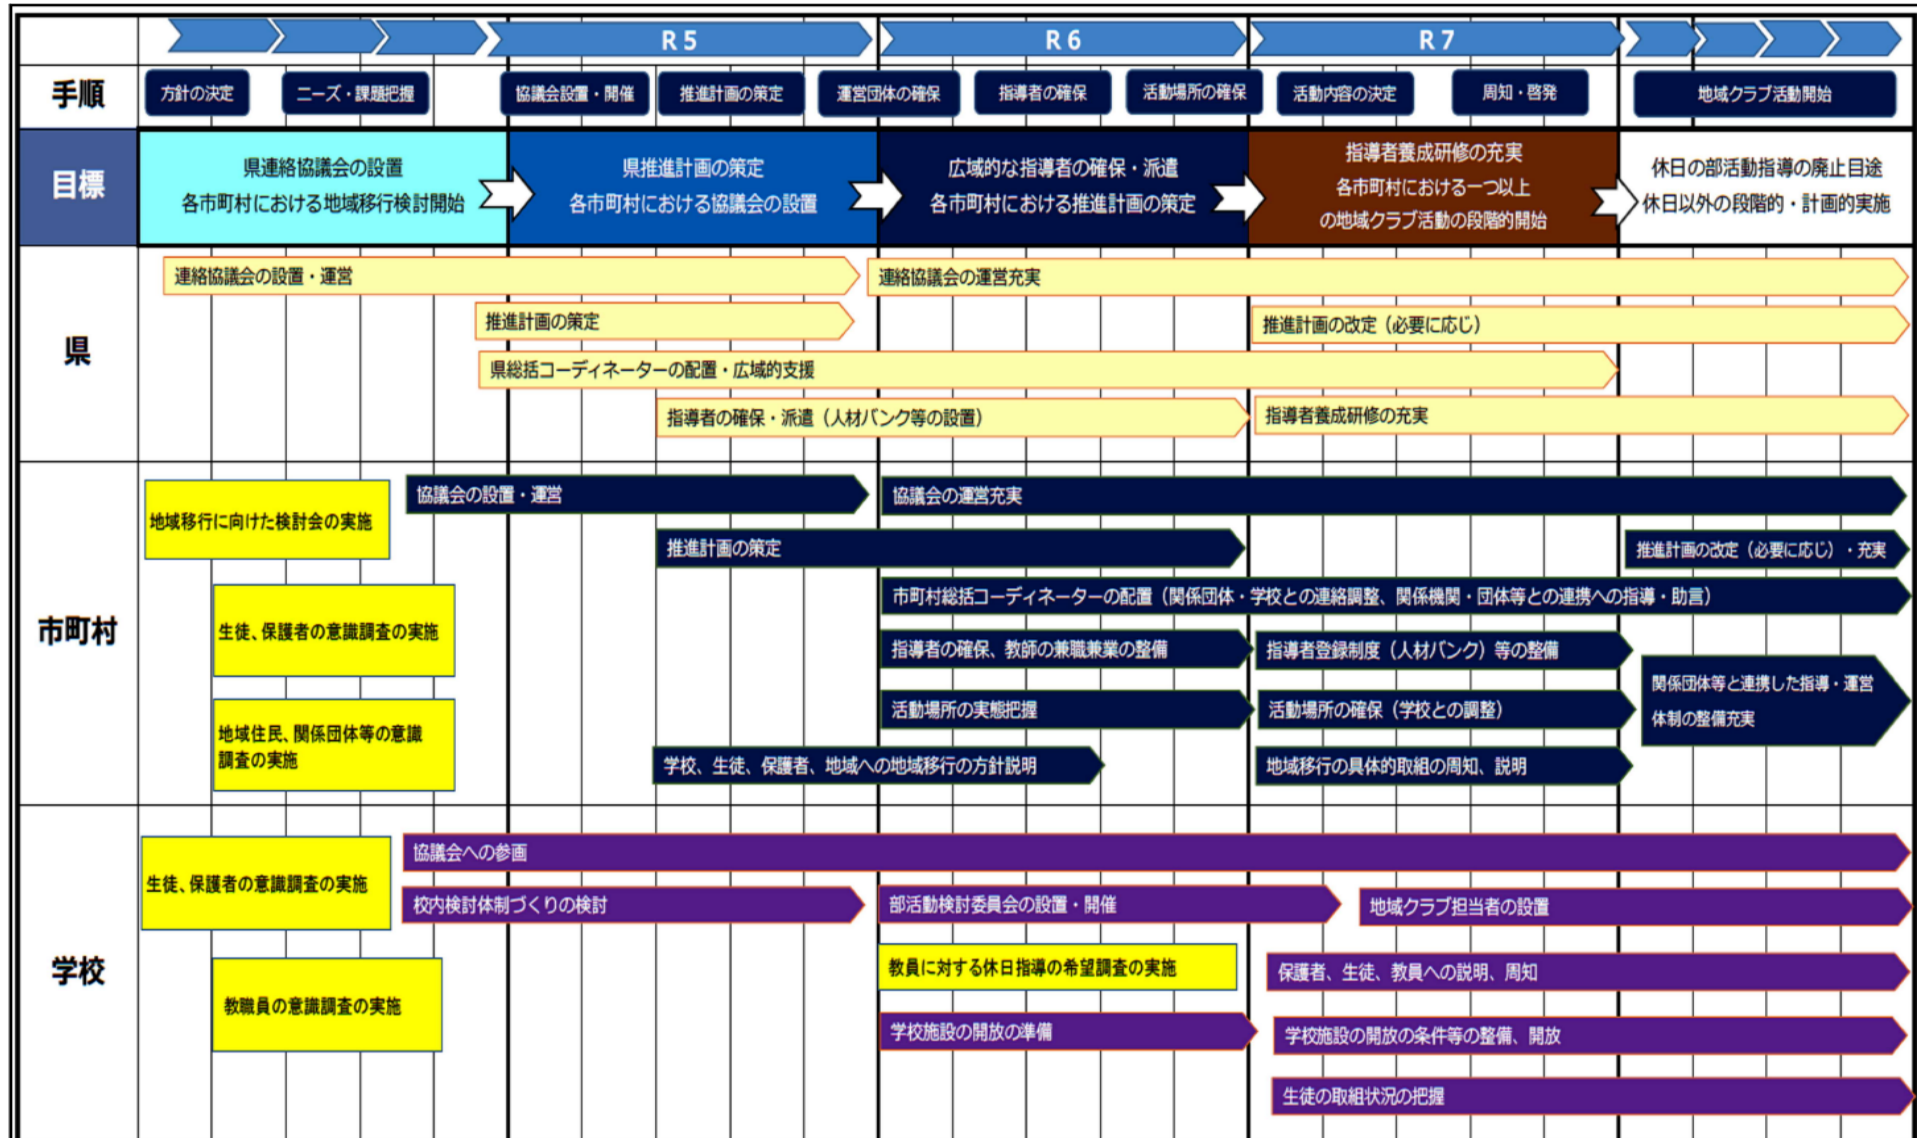 R 5
R 6
R 7
手順
方針の決定
ニーズ・課題把握
協議会設置・開催
推進計画の策定
運営団体の確保
指導者の確保
活動場所の確保
活動内容の決定
周知・啓発
地域クラブ活動開始
目標
県連絡協議会の設置
各市町村における地域移行検討開始
県推進計画の策定
各市町村における協議会の設置
広域的な指導者の確保・派遣
各市町村における推進計画の策定
指導者養成研修の充実
各市町村における一つ以上
の地域クラブ活動の段階的開始
休日の部活動指導の廃止目途
休日以外の段階的・計画的実施
県
連絡協議会の設置・運営
連絡協議会の運営充実
推進計画の策定
推進計画の改定（必要に応じ）
県総括コーディネーターの配置・広域的支援
指導者の確保・派遣（人材バンク等の設置）
指導者養成研修の充実
市町村
地域移行に向けた検討会の実施
協議会の設置・運営
協議会の運営充実
推進計画の策定
推進計画の改定（必要に応じ）・充実
生徒、保護者の意識調査の実施
市町村総括コーディネーターの配置（関係団体・学校との連絡調整、関係機関・団体等との連携への指導・助言）
指導者の確保、教師の兼職兼業の整備
指導者登録制度（人材バンク）等の整備
関係団体等と連携した指導・運営
体制の整備充実
地域住民、関係団体等の意識
調査の実施
活動場所の実態把握
活動場所の確保（学校との調整）
学校、生徒、保護者、地域への地域移行の方針説明
地域移行の具体的取組の周知、説明
学校
生徒、保護者の意識調査の実施
協議会への参画
校内検討体制づくりの検討
部活動検討委員会の設置・開催
地域クラブ担当者の設置
教職員の意識調査の実施
教員に対する休日指導の希望調査の実施
保護者、生徒、教員への説明、周知
学校施設の開放の準備
学校施設の開放の条件等の整備、開放
生徒の取組状況の把握